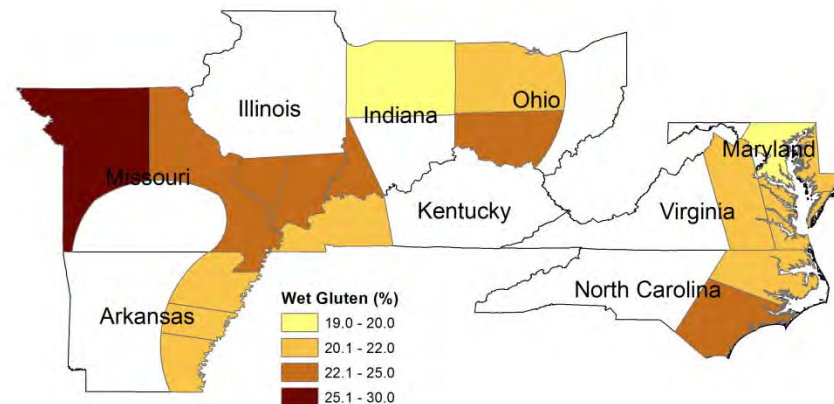 Illinois
Indiana
Ohio
Maryland
Missouri
Kentucky
Virginia
North Carolina
Arkansas
Wet Gluten (%)
19.0 - 20.0
20.1 - 22.0
22.1 - 25.0
25.1 - 30.0